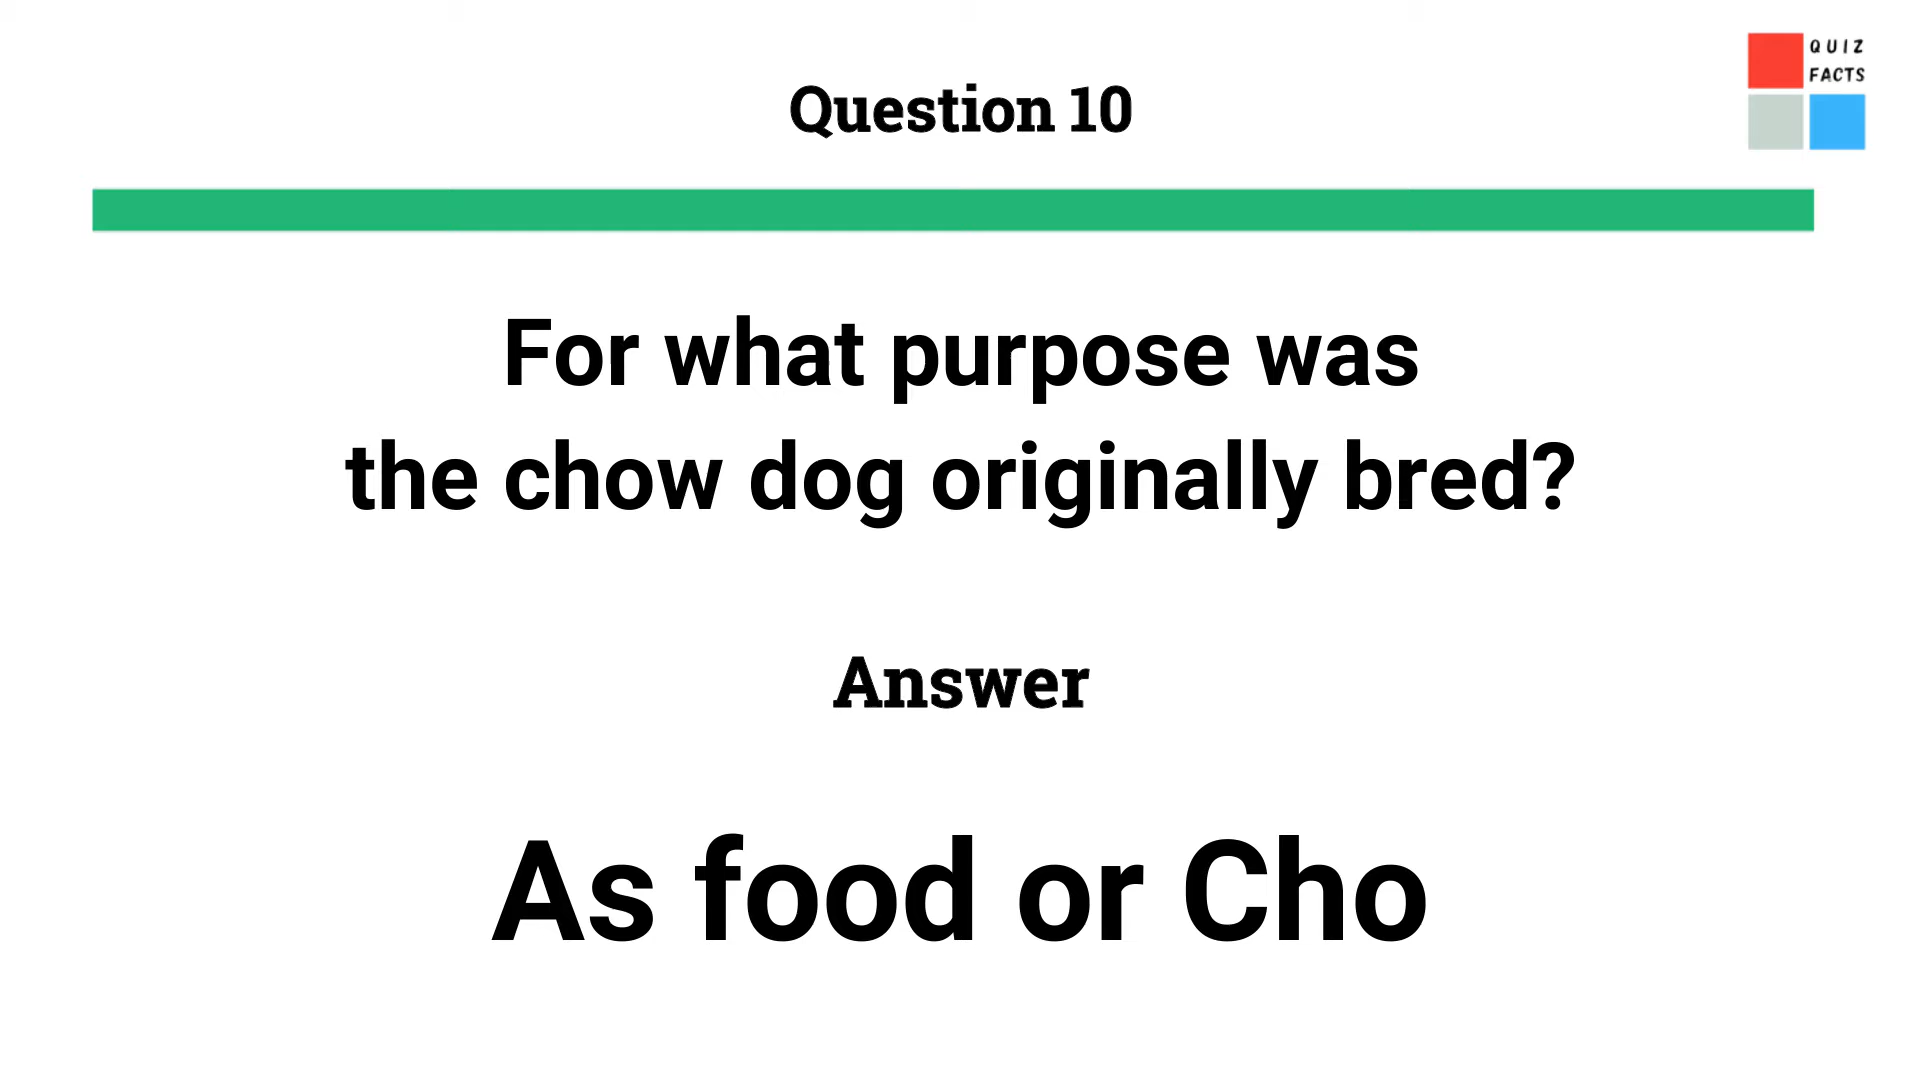 QUIZ
FACTS
Question 10
For what purpose was
the chow dog originally bred?
Answer
As food or Cho